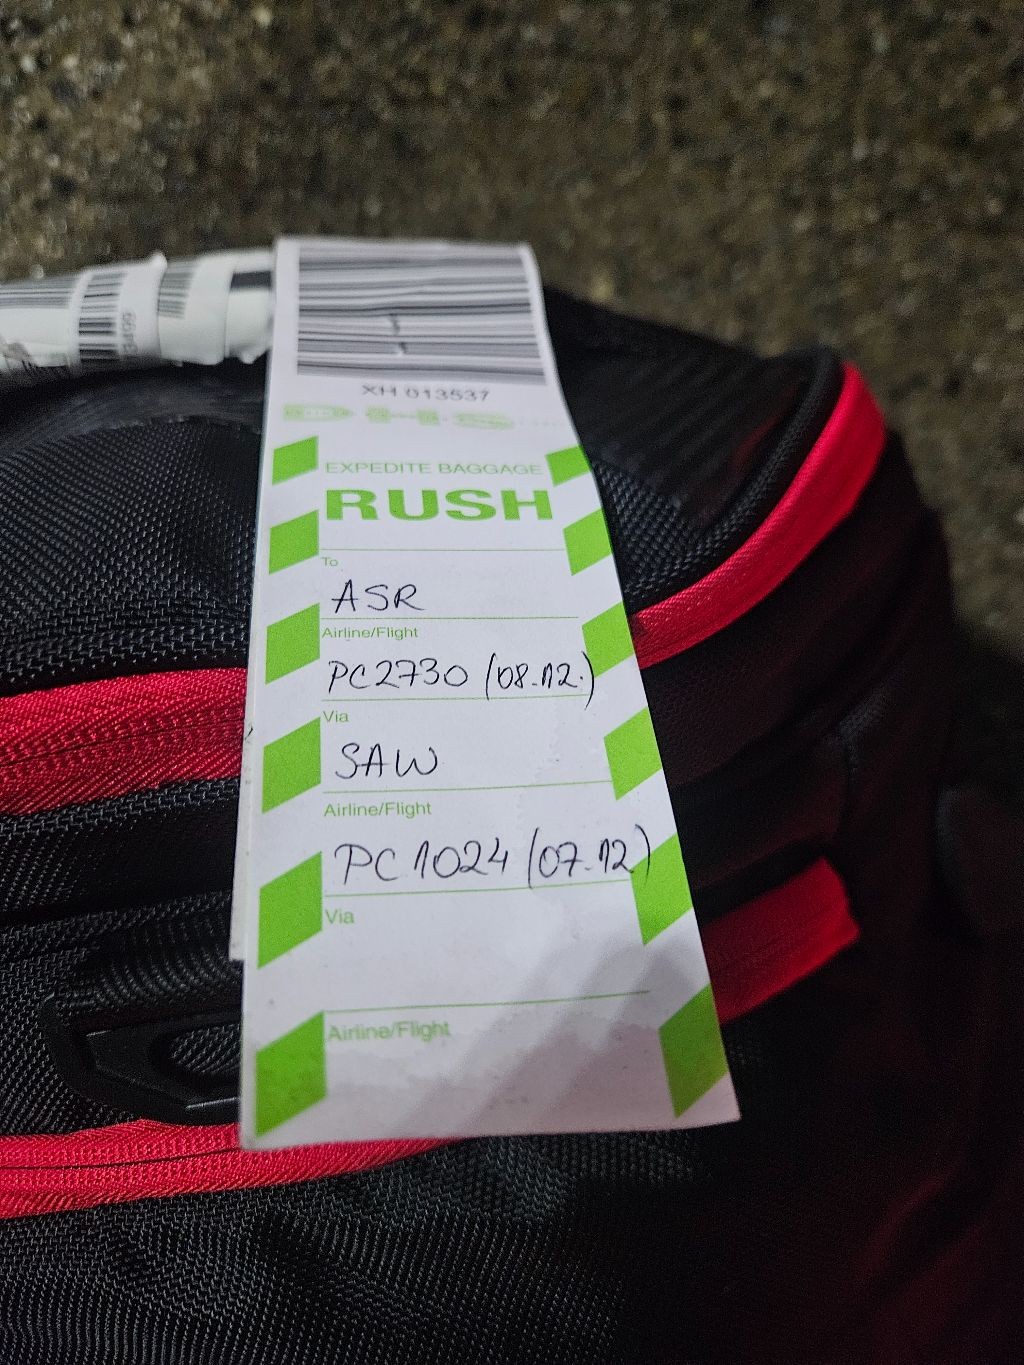 XH 013537
EXPEDITE BAGGAGE
RUSH
To
ASR
Airline/Flight
PC2730 (08.12.)
Via
SAW
Airline/Flight
PC1024 (07.12)
Via
Airline/Flight